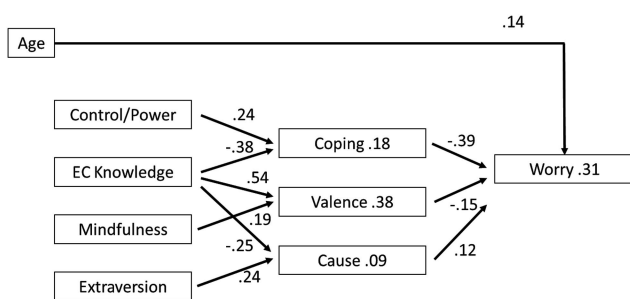 .14
Age
Control/Power
.24
Coping .18
-.39
-.38
EC Knowledge
Worry .31
.54
Valence .38
-.15
.19
Mindfulness
-.25
Cause .09
.12
.24
Extraversion